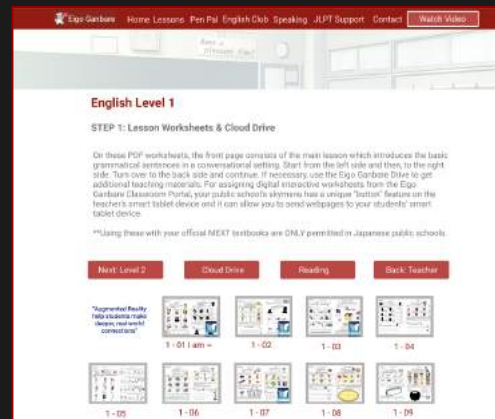 Eigo Ganbare Home Lessons Pen Pal English Club Speaking JLPT Support Contact Watch Video
Have a pleasant time!
English Level 1
STEP 1: Lesson Worksheets & Cloud Drive
On these PDF worksheets, the front page consists of the main lesson which introduces the basic
grammatical sentences in a conversational setting. Start from the left side and then, to the right
side. Turn over to the back side and continue. If necessary, use the Eigo Ganbare Drive to get
additional teaching materials. For assigning digital interactive worksheets from the Eigo
Ganbare Classroom Portal, your public school's skymenu has a unique "button" feature on the
teacher's smart tablet device and it can allow you to send webpages to your students' smart
tablet device.
**Using these with your official MEXT textbooks are ONLY permitted in Japanese public schools.
Next: Level 2 Cloud Drive Reading Back: Teacher
"Augmented Reality
help students make
deeper, real-world
connections"
1 - 01 I am ~ 1 - 02 1 - 03 1 - 04
1 - 05 1 - 06 1 - 07 1 - 08 1 - 09